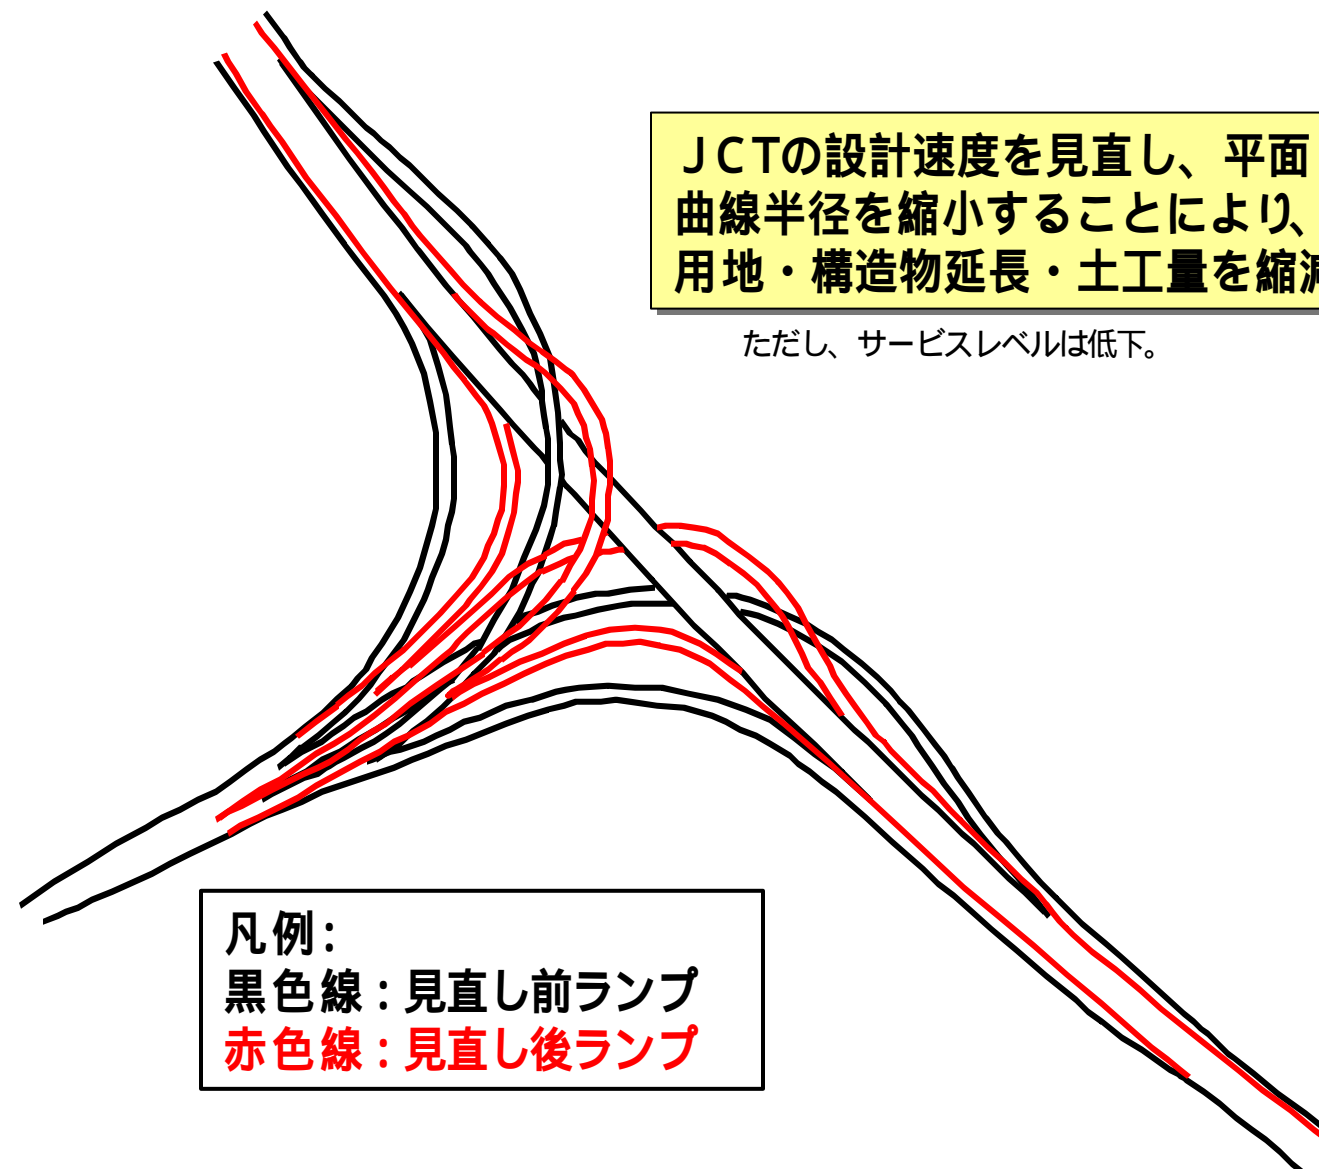 ＪＣＴの設計速度を見直し、平面
曲線半径を縮小することにより、
用地・構造物延長・土工量を縮減
ただし、サービスレベルは低下。
凡例：
黒色線：見直し前ランプ
赤色線：見直し後ランプ